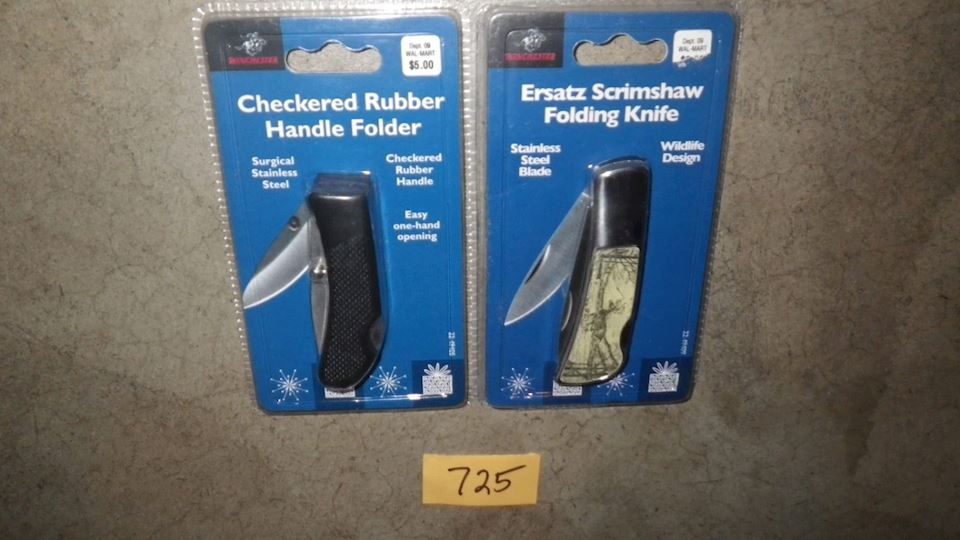 WINCHESTER
Dept. 09
WAL-MART
$5.00
Checkered Rubber
Handle Folder
Surgical
Stainless
Steel
Checkered
Rubber
Handle
Easy
one-hand
opening
WINCHESTER
Dept. 09
WAL-MART
Ersatz Scrimshaw
Folding Knife
Stainless
Steel
Blade
Wildlife
Design
725